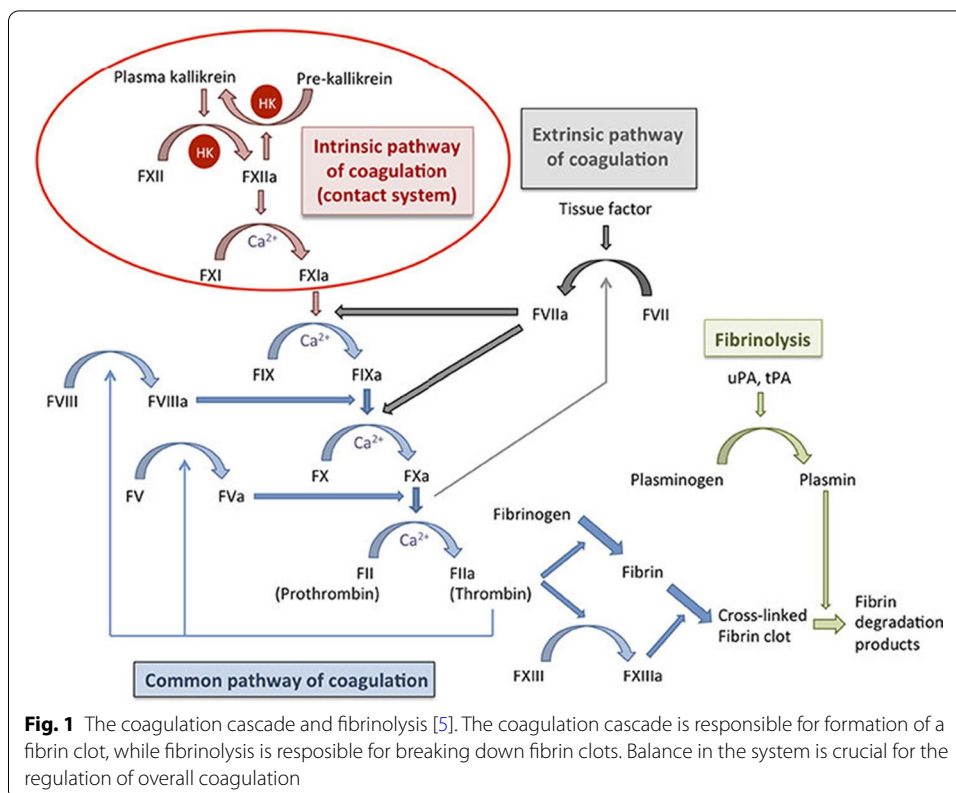 Plasma kallikrein
Pre-kallikrein
HK
HK
FXII
FXIIa
Intrinsic pathway
of coagulation
(contact system)
Ca²⁺
FXI
FXIa
Extrinsic pathway
of coagulation
Tissue factor
FVIIa
FVII
Ca²⁺
FIX
FIXa
FVIII
FVIIIa
Ca²⁺
FX
FXa
FV
FVa
Ca²⁺
FII
(Prothrombin)
FIIa
(Thrombin)
Fibrinolysis
uPA, tPA
Plasminogen
Plasmin
Fibrinogen
Fibrin
Cross-linked
Fibrin clot
Fibrin
degradation
products
FXIII
FXIIIa
Common pathway of coagulation
Fig. 1 The coagulation cascade and fibrinolysis [5]. The coagulation cascade is responsible for formation of a
fibrin clot, while fibrinolysis is resposible for breaking down fibrin clots. Balance in the system is crucial for the
regulation of overall coagulation